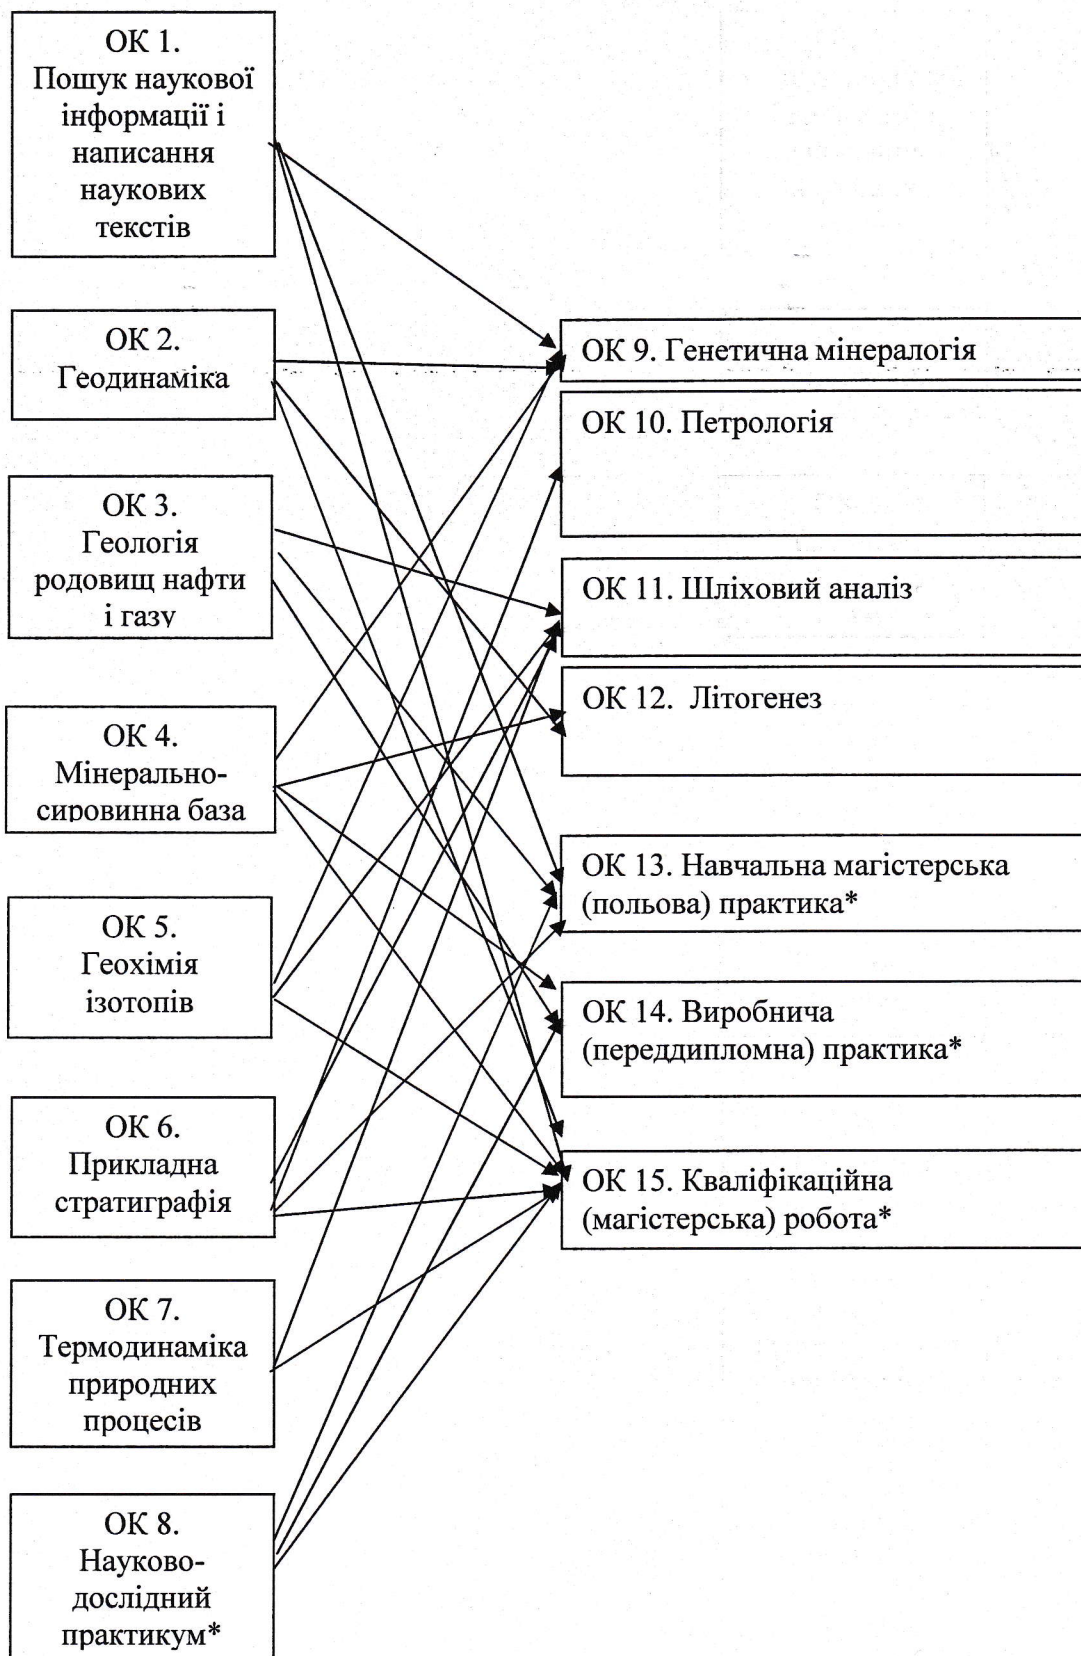 ОК 1.
Пошук наукової
інформації і
написання
наукових
текстів
ОК 2.
Геодинаміка
ОК 3.
Геологія
родовищ нафти
і газу
ОК 4.
Мінерально-
сировинна база
ОК 5.
Геохімія
ізотопів
ОК 6.
Прикладна
стратиграфія
ОК 7.
Термодинаміка
природних
процесів
ОК 8.
Науково-
дослідний
практикум*
ОК 9. Генетична мінералогія
ОК 10. Петрологія
ОК 11. Шліховий аналіз
ОК 12. Літогенез
ОК 13. Навчальна магістерська
(польова) практика*
ОК 14. Виробнича
(переддипломна) практика*
ОК 15. Кваліфікаційна
(магістерська) робота*